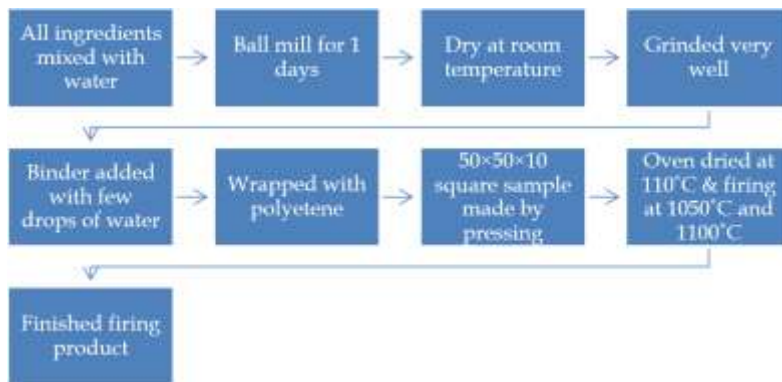 All ingredients
mixed with
water
Ball mill for 1
days
Dry at room
temperature
Grinded very
well
Binder added
with few
drops of water
Wrapped with
polyetene
50×50×10
square sample
made by
pressing
Oven dried at
110˚C & firing
at 1050˚C and
1100˚C
Finished firing
product